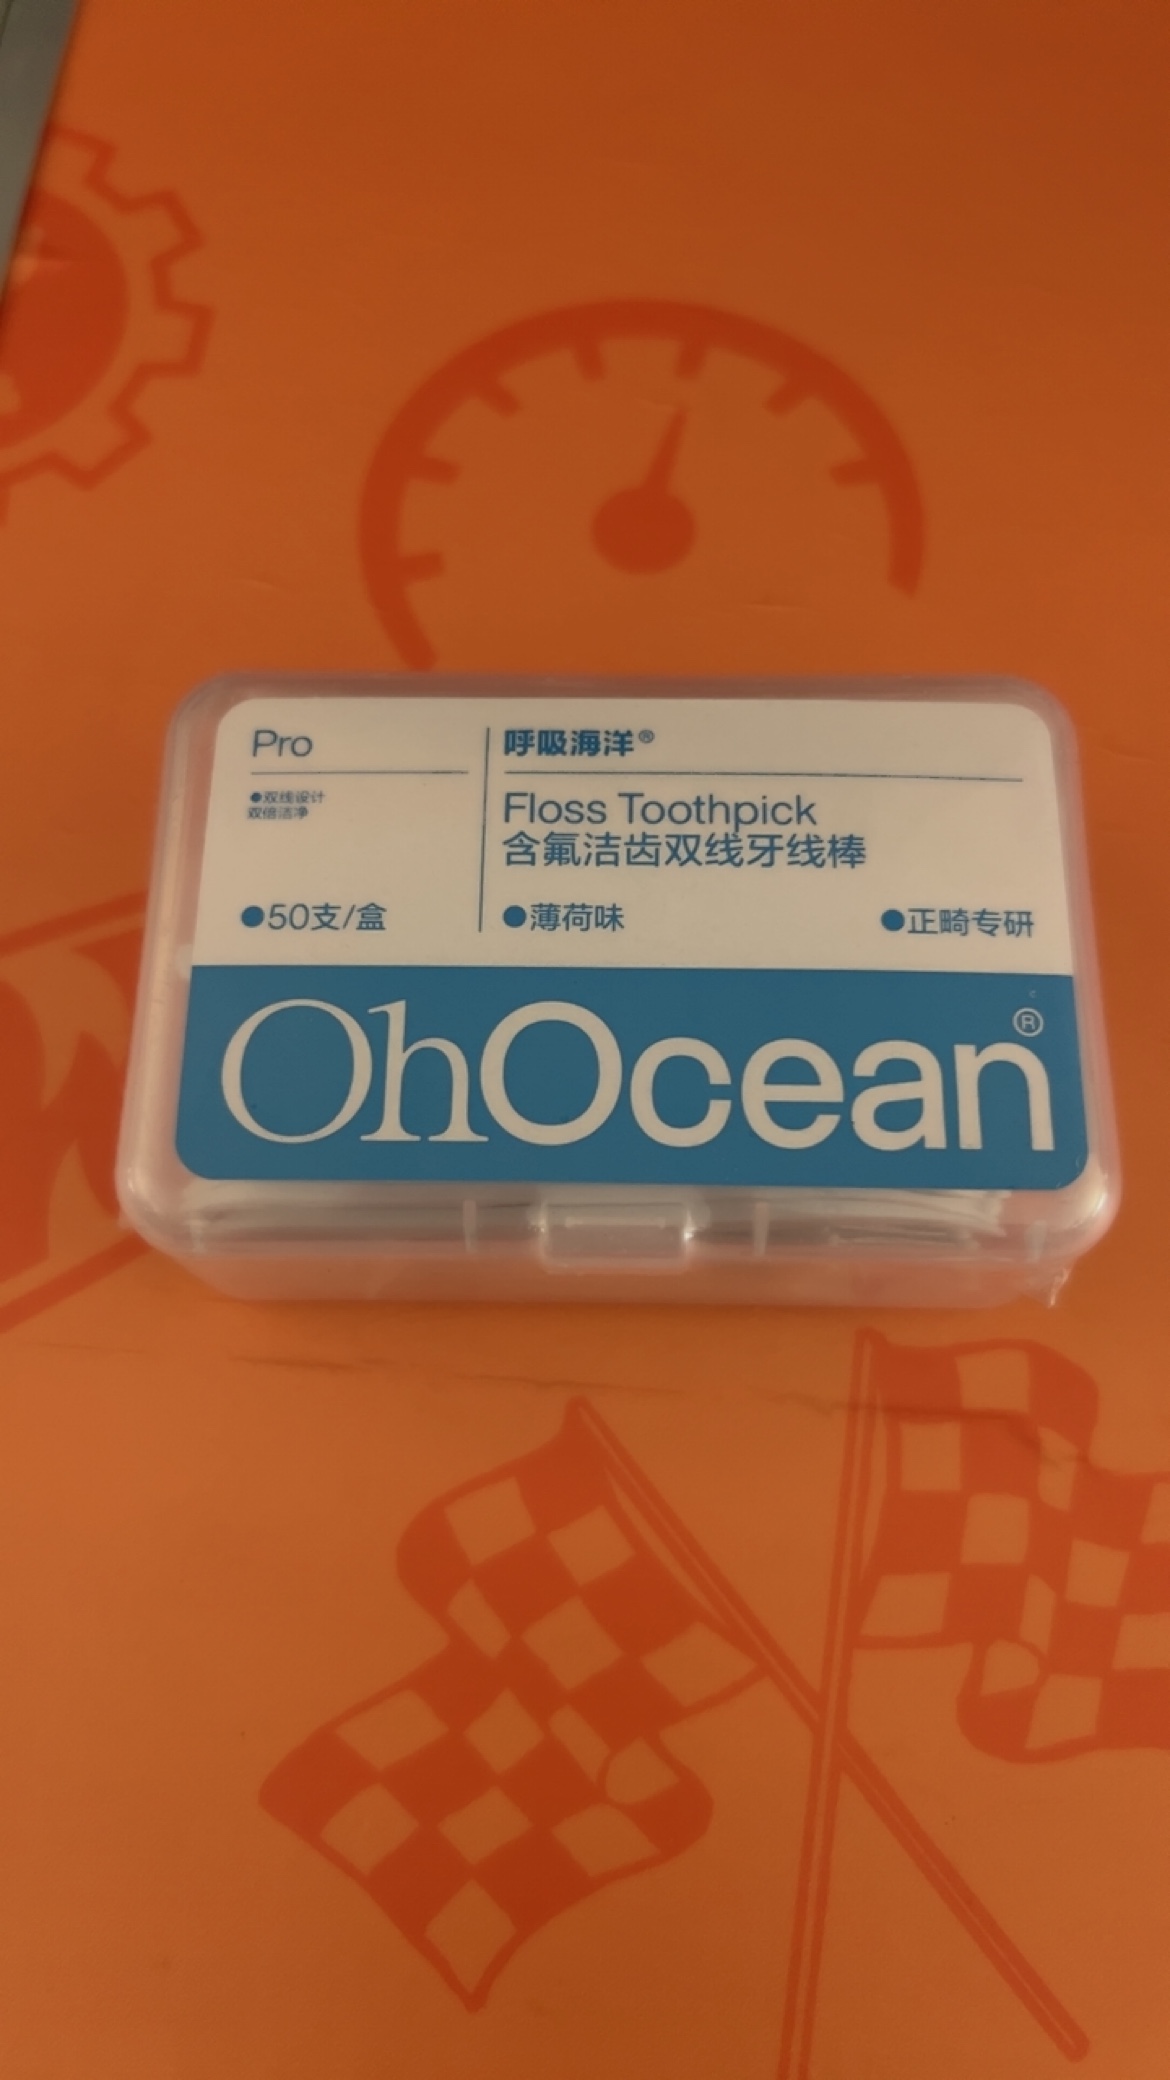 Pro
●双线设计
双倍洁净
●50支/盒
呼吸海洋®
Floss Toothpick
含氟洁齿双线牙线棒
●薄荷味
●正畸专研
OhOcean®